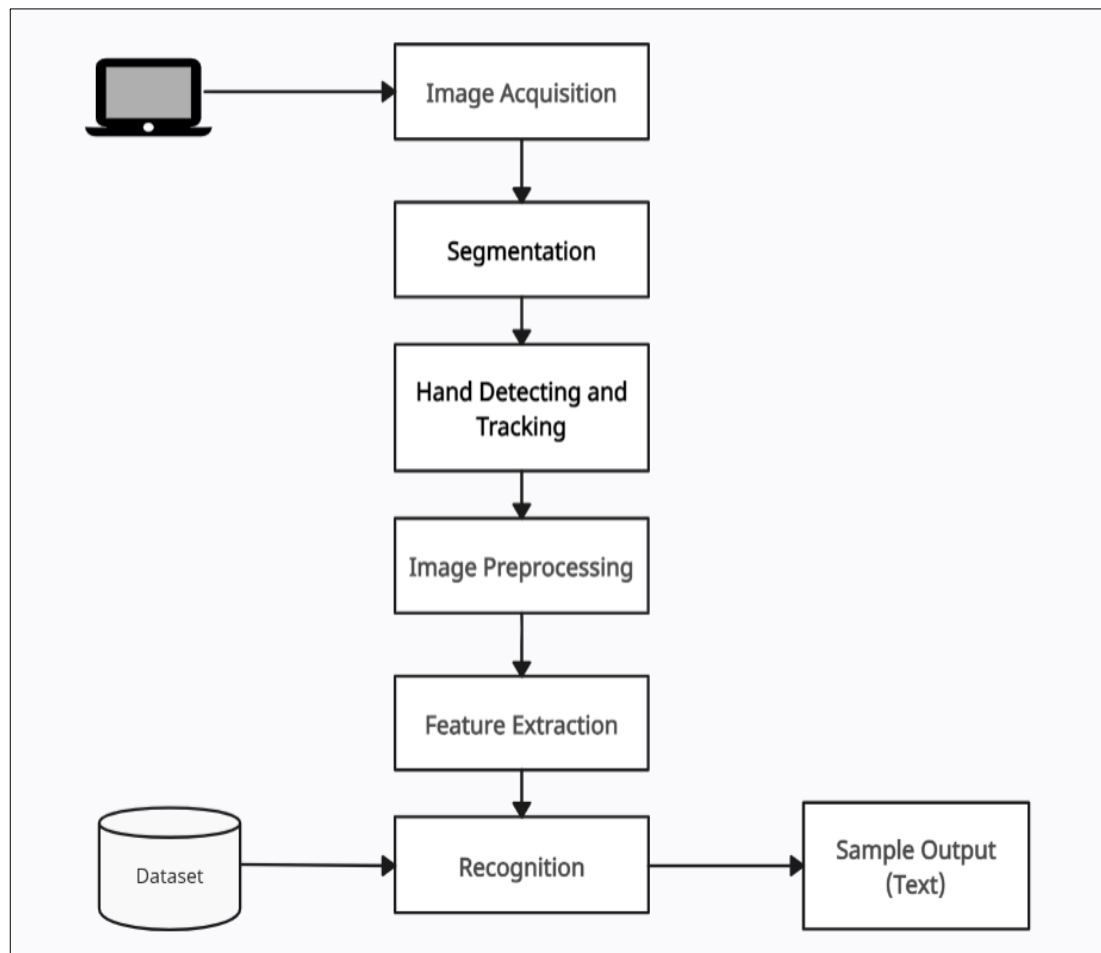 Image Acquisition
Segmentation
Hand Detecting and
Tracking
Image Preprocessing
Feature Extraction
Dataset
Recognition
Sample Output
(Text)